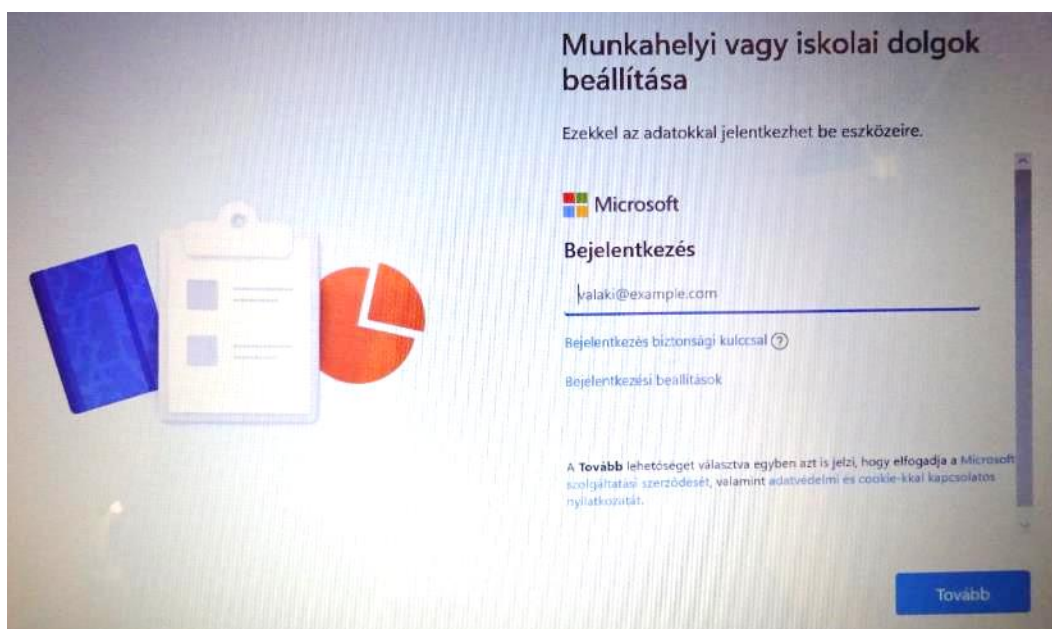 Munkahelyi vagy iskolai dolgok
beállítása
Ezekkel az adatokkal jelentkezhet be eszközeire.
Microsoft
Bejelentkezés
valaki@example.com
Bejelentkezés biztonsági kulccsal ?
Bejelentkezési beállítások
A Tovább lehetőséget választva egyben azt is jelzi, hogy elfogadja a Microsoft
szolgáltatási szerződését, valamint adatvédelmi és cookie-kkal kapcsolatos
nyilatkozatát.
Tovább